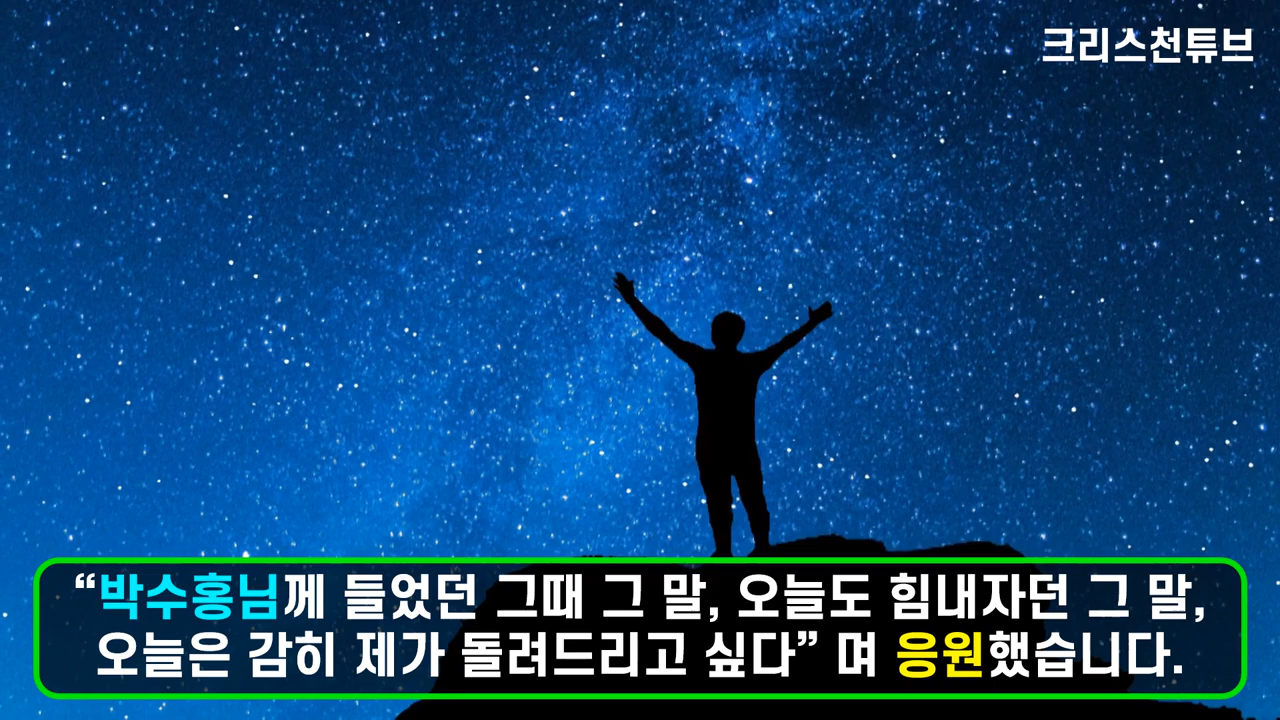 크리스천튜브
“박수홍님께 들었던 그때 그 말, 오늘도 힘내자던 그 말,
오늘은 감히 제가 돌려드리고 싶다” 며 응원했습니다.